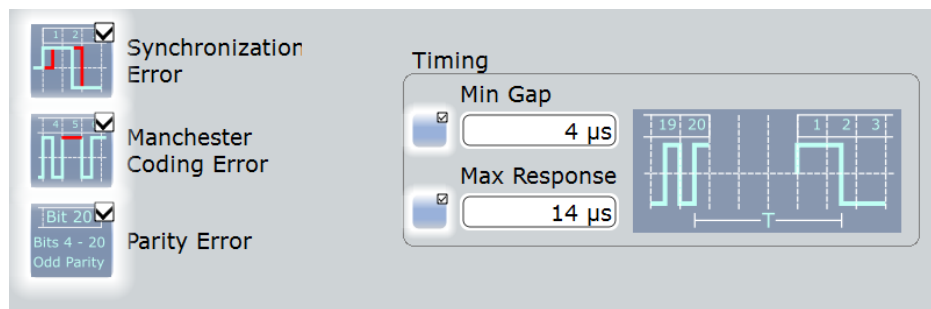 1 2
Synchronization
Error
4 5
Manchester
Coding Error
Bit 20
Bits 4 - 20
Odd Parity
Parity Error
Timing
Min Gap
4 µs
Max Response
14 µs
19 20 1 2 3
T